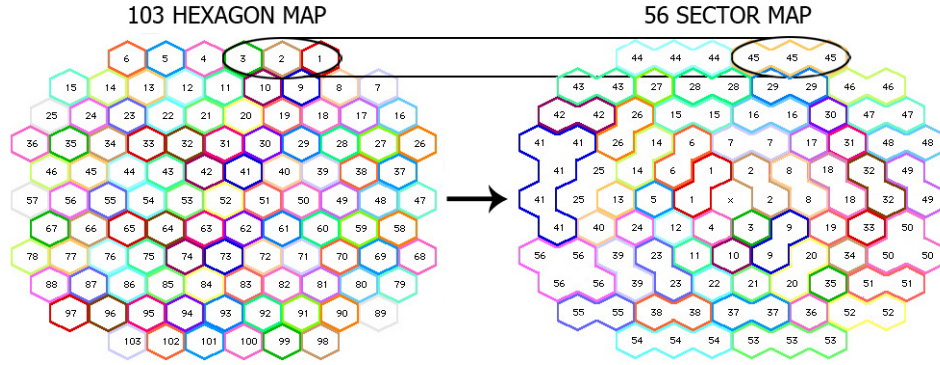 103 HEXAGON MAP
6 5 4 3 2 1
15 14 13 12 11 10 9 8 7
25 24 23 22 21 20 19 18 17 16
36 35 34 33 32 31 30 29 28 27 26
46 45 44 43 42 41 40 39 38 37
57 56 55 54 53 52 51 50 49 48 47
67 66 65 64 63 62 61 60 59 58
78 77 76 75 74 73 72 71 70 69 68
88 87 86 85 84 83 82 81 80 79
97 96 95 94 93 92 91 90 89
103 102 101 100 99 98
56 SECTOR MAP
44 44 44 45 45 45
43 43 27 28 28 29 29 46 46
42 42 26 15 15 16 16 30 47 47
41 41 26 14 6 7 7 17 31 48 48
41 25 14 6 1 2 8 18 32 49
41 25 13 5 1 x 2 8 18 32 49
41 40 24 12 4 3 9 19 33 50
56 56 39 23 11 10 9 20 34 50 50
56 56 39 23 22 21 20 35 51 51
55 55 38 38 37 37 36 52 52
54 54 54 53 53 53